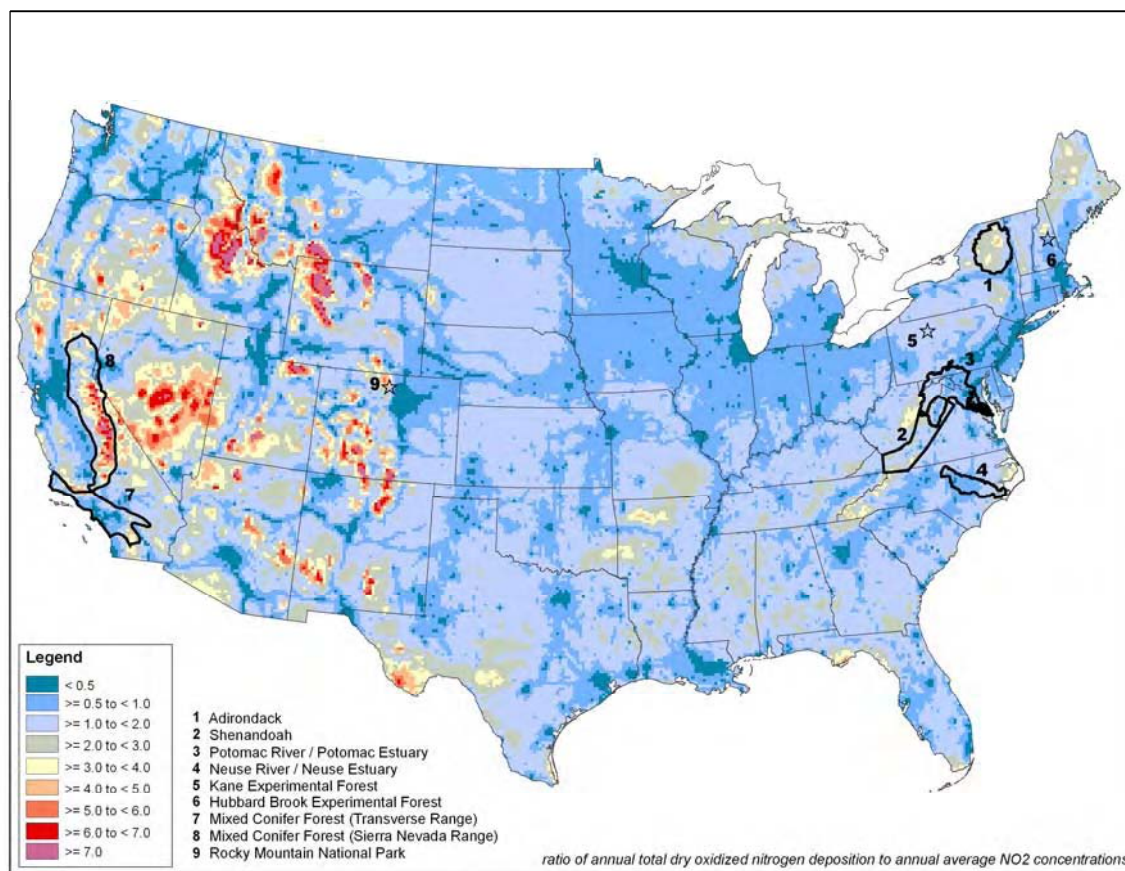 1
2
3
4
5
6
7
8
9
Legend
< 0.5
>= 0.5 to < 1.0
>= 1.0 to < 2.0
>= 2.0 to < 3.0
>= 3.0 to < 4.0
>= 4.0 to < 5.0
>= 5.0 to < 6.0
>= 6.0 to < 7.0
>= 7.0
1 Adirondack
2 Shenandoah
3 Potomac River / Potomac Estuary
4 Neuse River / Neuse Estuary
5 Kane Experimental Forest
6 Hubbard Brook Experimental Forest
7 Mixed Conifer Forest (Transverse Range)
8 Mixed Conifer Forest (Sierra Nevada Range)
9 Rocky Mountain National Park
ratio of annual total dry oxidized nitrogen deposition to annual average NO2 concentrations